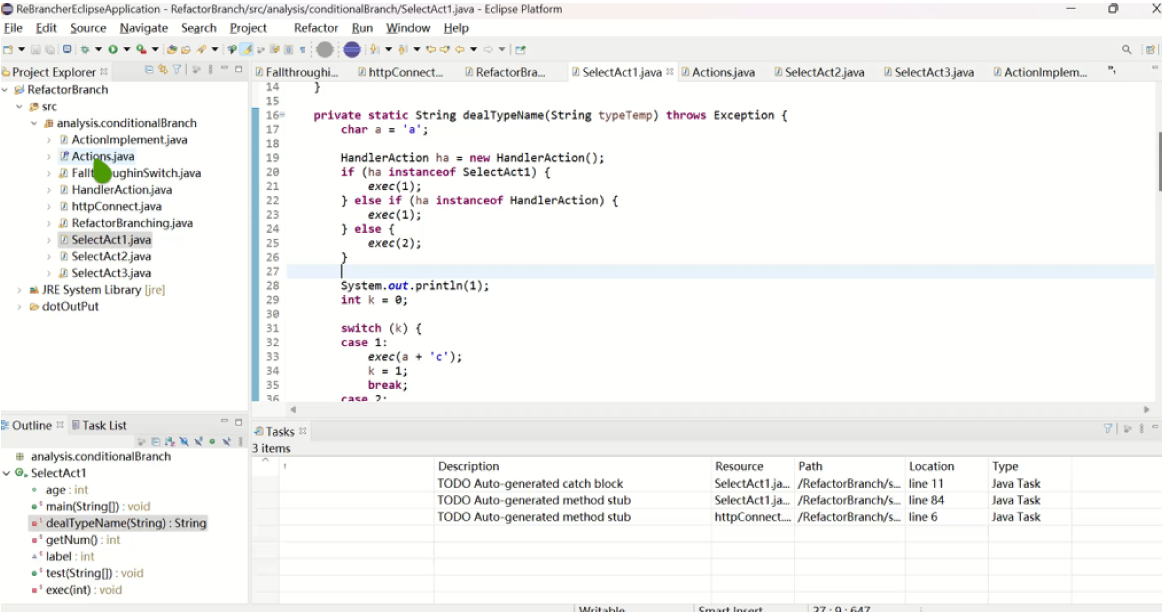 ReBrancherEclipseApplication - RefactorBranch/src/analysis/conditionalBranch/SelectAct1.java - Eclipse Platform
File Edit Source Navigate Search Project Refactor Run Window Help
Project Explorer
RefactorBranch
src
analysis.conditionalBranch
ActionImplement.java
Actions.java
HandlerAction.java
httpConnect.java
RefactorBranching.java
SelectAct1.java
SelectAct2.java
SelectAct3.java
JRE System Library [jre]
dotOutPut
Fallthroughi... httpConnect... RefactorBra... SelectAct1.java Actions.java SelectAct2.java SelectAct3.java ActionImplem...
14 }
15
16 private static String dealTypeName(String typeTemp) throws Exception {
17 char a = 'a';
18
19 HandlerAction ha = new HandlerAction();
20 if (ha instanceof SelectAct1) {
21 exec(1);
22 } else if (ha instanceof HandlerAction) {
23 exec(1);
24 } else {
25 exec(2);
26 }
27
28 System.out.println(1);
29 int k = 0;
30
31 switch (k) {
32 case 1:
33 exec(a + 'c');
34 k = 1;
35 break;
36 case 2:
Outline Task List
analysis.conditionalBranch
SelectAct1
age : int
main(String[]) : void
dealTypeName(String) : String
getNum() : int
label : int
test(String[]) : void
exec(int) : void
Tasks
3 items
! Description Resource Path Location Type
TODO Auto-generated catch block SelectAct1.ja... /RefactorBranch/s... line 11 Java Task
TODO Auto-generated method stub SelectAct1.ja... /RefactorBranch/s... line 84 Java Task
TODO Auto-generated method stub httpConnect.... /RefactorBranch/s... line 6 Java Task
Writable Smart Insert 27 : 9 : 647